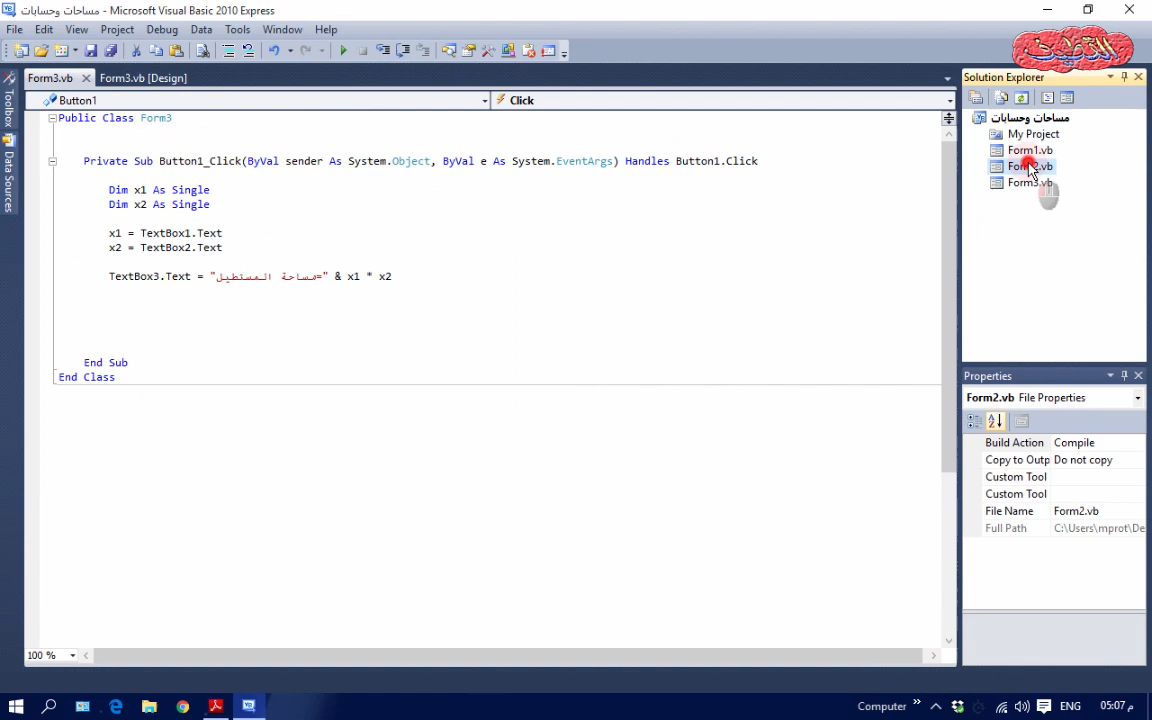 مساحات وحسابات - Microsoft Visual Basic 2010 Express
File Edit View Project Debug Data Tools Window Help
Form3.vb Form3.vb [Design]
Solution Explorer
Button1 Click
Toolbox
Data Sources
Public Class Form3
Private Sub Button1_Click(ByVal sender As System.Object, ByVal e As System.EventArgs) Handles Button1.Click
Dim x1 As Single
Dim x2 As Single
x1 = TextBox1.Text
x2 = TextBox2.Text
TextBox3.Text = "مساحة المستطيل=" & x1 * x2
End Sub
End Class
مساحات وحسابات
My Project
Form1.vb
Form2.vb
Form3.vb
Properties
Form2.vb File Properties
Build Action Compile
Copy to Outp Do not copy
Custom Tool
Custom Tool
File Name Form2.vb
Full Path C:\Users\mprot\De
100 %
Computer ENG 05:07 م